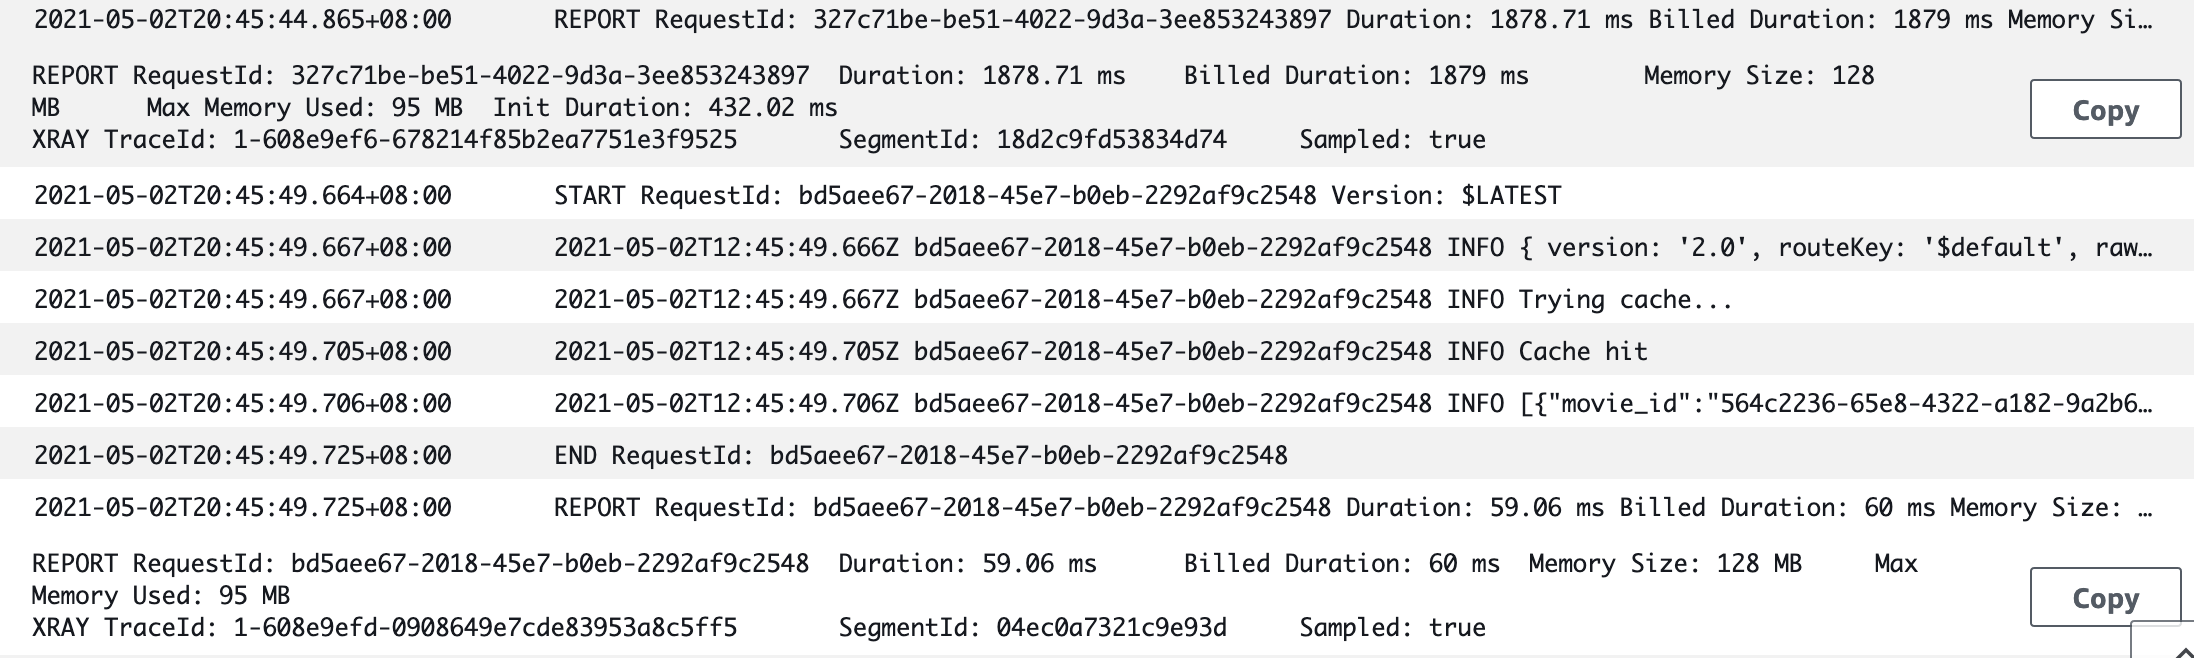 2021-05-02T20:45:44.865+08:00 REPORT RequestId: 327c71be-be51-4022-9d3a-3ee853243897 Duration: 1878.71 ms Billed Duration: 1879 ms Memory Si…
REPORT RequestId: 327c71be-be51-4022-9d3a-3ee853243897 Duration: 1878.71 ms Billed Duration: 1879 ms Memory Size: 128
MB Max Memory Used: 95 MB Init Duration: 432.02 ms
Copy
XRAY TraceId: 1-608e9ef6-678214f85b2ea7751e3f9525 SegmentId: 18d2c9fd53834d74 Sampled: true
2021-05-02T20:45:49.664+08:00 START RequestId: bd5aee67-2018-45e7-b0eb-2292af9c2548 Version: $LATEST
2021-05-02T20:45:49.667+08:00 2021-05-02T12:45:49.666Z bd5aee67-2018-45e7-b0eb-2292af9c2548 INFO { version: '2.0', routeKey: '$default', raw…
2021-05-02T20:45:49.667+08:00 2021-05-02T12:45:49.667Z bd5aee67-2018-45e7-b0eb-2292af9c2548 INFO Trying cache...
2021-05-02T20:45:49.705+08:00 2021-05-02T12:45:49.705Z bd5aee67-2018-45e7-b0eb-2292af9c2548 INFO Cache hit
2021-05-02T20:45:49.706+08:00 2021-05-02T12:45:49.706Z bd5aee67-2018-45e7-b0eb-2292af9c2548 INFO [{"movie_id":"564c2236-65e8-4322-a182-9a2b6…
2021-05-02T20:45:49.725+08:00 END RequestId: bd5aee67-2018-45e7-b0eb-2292af9c2548
2021-05-02T20:45:49.725+08:00 REPORT RequestId: bd5aee67-2018-45e7-b0eb-2292af9c2548 Duration: 59.06 ms Billed Duration: 60 ms Memory Size: …
REPORT RequestId: bd5aee67-2018-45e7-b0eb-2292af9c2548 Duration: 59.06 ms Billed Duration: 60 ms Memory Size: 128 MB Max
Memory Used: 95 MB
Copy
XRAY TraceId: 1-608e9efd-0908649e7cde83953a8c5ff5 SegmentId: 04ec0a7321c9e93d Sampled: true